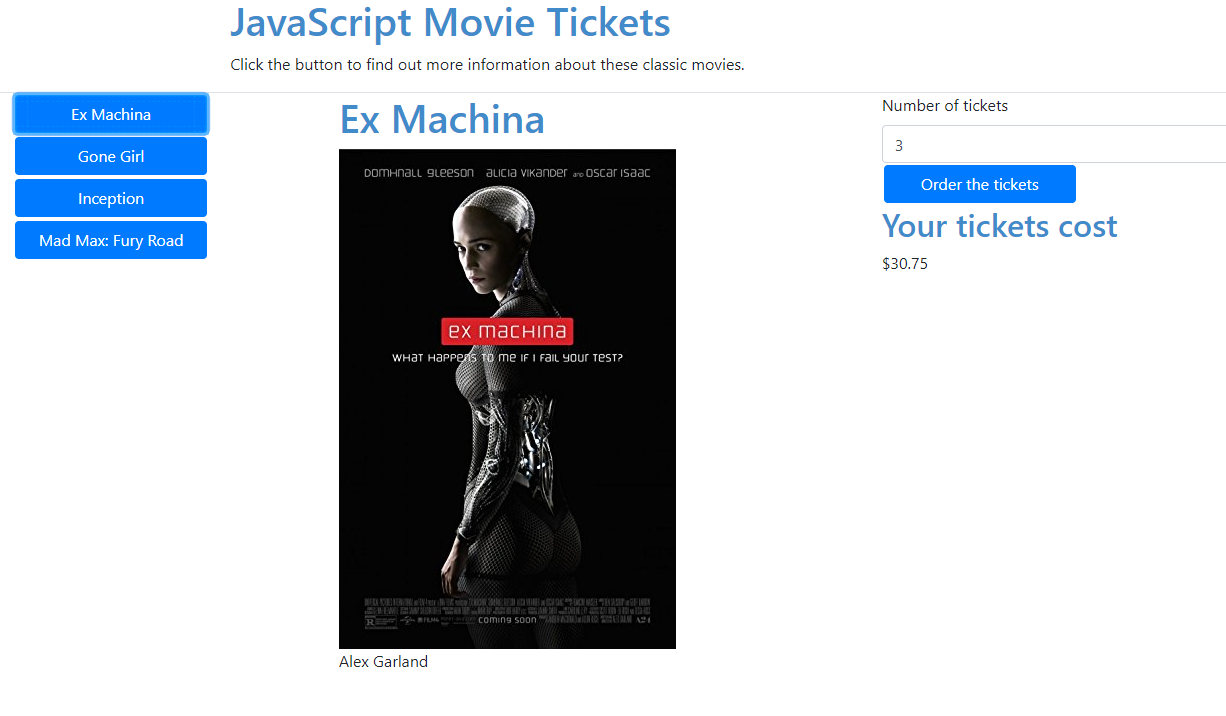 JavaScript Movie Tickets
Click the button to find out more information about these classic movies.
Ex Machina
Gone Girl
Inception
Mad Max: Fury Road
Ex Machina
DOMHNALL GLEESON ALICIA VIKANDER AND OSCAR ISAAC
ex machina
WHAT HAPPENS TO ME IF I FAIL YOUR TEST?
R
FILM4
COMING SOON
A24
Alex Garland
Number of tickets
3
Order the tickets
Your tickets cost
$30.75